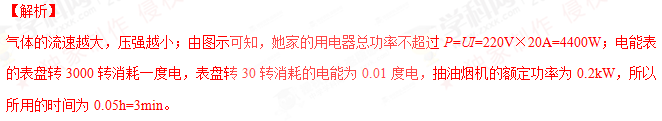 【解析】
气体的流速越大，压强越小；由图示可知，她家的用电器总功率不超过 P=UI=220V×20A=4400W；电能表
的表盘转 3000 转消耗一度电，表盘转 30 转消耗的电能为 0.01 度电，抽油烟机的额定功率为 0.2kW，所以
所用的时间为 0.05h=3min。